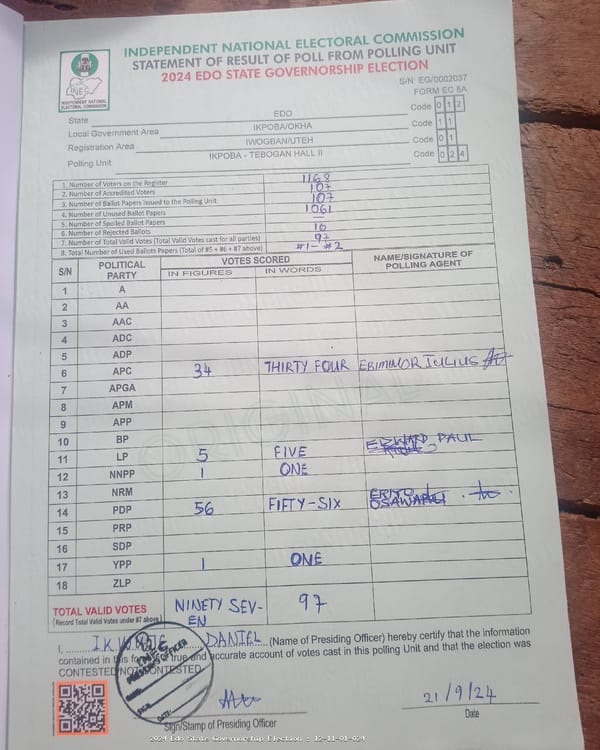 INDEPENDENT NATIONAL ELECTORAL COMMISSION
STATEMENT OF RESULT OF POLL FROM POLLING UNIT
2024 EDO STATE GOVERNORSHIP ELECTION
INEC
INDEPENDENT NATIONAL ELECTORAL COMMISSION
S/N: EG/0002037
FORM EC 8A
State EDO Code 0 1 2
Local Government Area IKPOBA/OKHA Code 1 1
Registration Area IWOGBAN/UTEH Code 0 1
Polling Unit IKPOBA - TEBOGAN HALL II Code 0 2 4
1. Number of Voters on the Register 1168
2. Number of Accredited Voters 107
3. Number of Ballot Papers Issued to the Polling Unit 107
4. Number of Unused Ballot Papers 1061
5. Number of Spoiled Ballot Papers —
6. Number of Rejected Ballots 10
7. Number of Total Valid Votes (Total Valid Votes cast for all parties) 97
8. Total Number of Used Ballots Papers (Total of #5 + #6 + #7 above) #1 - #2
S/N POLITICAL PARTY VOTES SCORED NAME/SIGNATURE OF POLLING AGENT
IN FIGURES IN WORDS
1 A
2 AA
3 AAC
4 ADC
5 ADP
6 APC 34 THIRTY FOUR JULIUS
7 APGA
8 APM
9 APP
10 BP
11 LP 5 FIVE PAUL
12 NNPP 1 ONE
13 NRM
14 PDP 56 FIFTY-SIX
15 PRP
16 SDP
17 YPP 1 ONE
18 ZLP
ORIGINAL
TOTAL VALID VOTES NINETY SEV-EN 97
(Record Total Valid Votes under #7 above)
I, DANIEL (Name of Presiding Officer) hereby certify that the information
contained in this form is a true and accurate account of votes cast in this polling Unit and that the election was
CONTESTED/NOT CONTESTED
INEC
PRESIDING OFFICER
SIGN:
DATE:
21/9/24
Sign/Stamp of Presiding Officer Date
2024 Edo State Governorship Election : 12-11-01-024